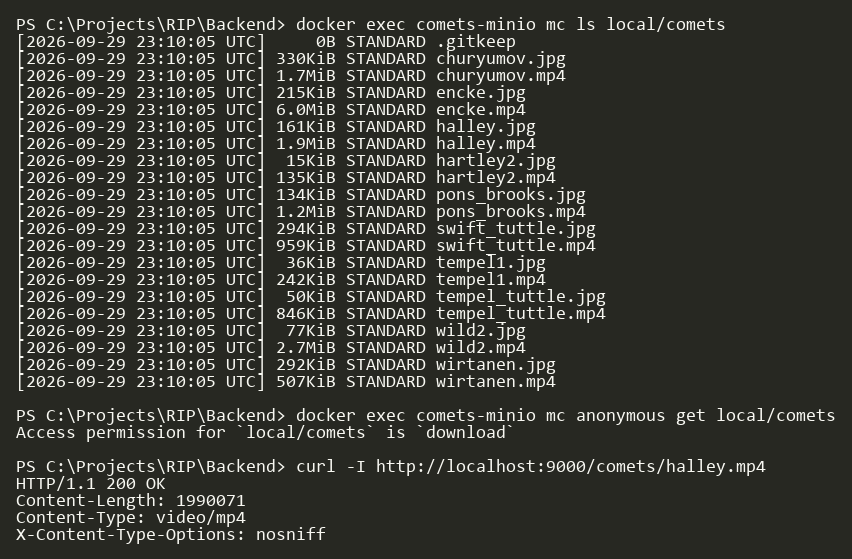 PS C:\Projects\RIP\Backend> docker exec comets-minio mc ls local/comets
[2026-09-29 23:10:05 UTC]     0B STANDARD .gitkeep
[2026-09-29 23:10:05 UTC] 330KiB STANDARD churyumov.jpg
[2026-09-29 23:10:05 UTC] 1.7MiB STANDARD churyumov.mp4
[2026-09-29 23:10:05 UTC] 215KiB STANDARD encke.jpg
[2026-09-29 23:10:05 UTC] 6.0MiB STANDARD encke.mp4
[2026-09-29 23:10:05 UTC] 161KiB STANDARD halley.jpg
[2026-09-29 23:10:05 UTC] 1.9MiB STANDARD halley.mp4
[2026-09-29 23:10:05 UTC]  15KiB STANDARD hartley2.jpg
[2026-09-29 23:10:05 UTC] 135KiB STANDARD hartley2.mp4
[2026-09-29 23:10:05 UTC] 134KiB STANDARD pons_brooks.jpg
[2026-09-29 23:10:05 UTC] 1.2MiB STANDARD pons_brooks.mp4
[2026-09-29 23:10:05 UTC] 294KiB STANDARD swift_tuttle.jpg
[2026-09-29 23:10:05 UTC] 959KiB STANDARD swift_tuttle.mp4
[2026-09-29 23:10:05 UTC]  36KiB STANDARD tempel1.jpg
[2026-09-29 23:10:05 UTC] 242KiB STANDARD tempel1.mp4
[2026-09-29 23:10:05 UTC]  50KiB STANDARD tempel_tuttle.jpg
[2026-09-29 23:10:05 UTC] 846KiB STANDARD tempel_tuttle.mp4
[2026-09-29 23:10:05 UTC]  77KiB STANDARD wild2.jpg
[2026-09-29 23:10:05 UTC] 2.7MiB STANDARD wild2.mp4
[2026-09-29 23:10:05 UTC] 292KiB STANDARD wirtanen.jpg
[2026-09-29 23:10:05 UTC] 507KiB STANDARD wirtanen.mp4
PS C:\Projects\RIP\Backend> docker exec comets-minio mc anonymous get local/comets
Access permission for `local/comets` is `download`
PS C:\Projects\RIP\Backend> curl -I http://localhost:9000/comets/halley.mp4
HTTP/1.1 200 OK
Content-Length: 1990071
Content-Type: video/mp4
X-Content-Type-Options: nosniff